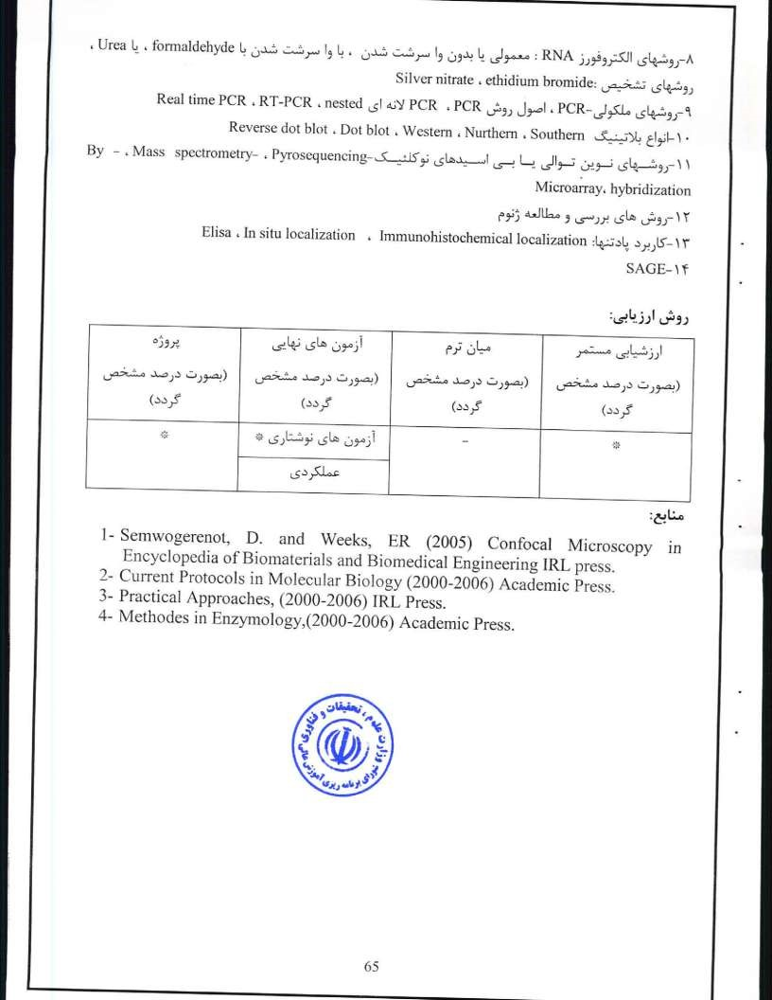 ۸-روشهای الکتروفورز RNA : معمولی یا بدون وا سرشت شدن ، با وا سرشت شدن با formaldehyde ، یا Urea ،
روشهای تشخیص :Silver nitrate ، ethidium bromide
۹-روشهای ملکولی-PCR ، اصول روش PCR ، PCR لانه ای Real time PCR ، RT-PCR ، nested
۱۰-انواع بلاتینیگ Reverse dot blot ، Dot blot ، Western ، Nurthern ، Southern
۱۱-روشهای نوین توالی یا بی اسیدهای نوکلئیک-By - ، Mass spectrometry- ، Pyrosequencing
Microarray، hybridization
۱۲-روش های بررسی و مطالعه ژنوم
۱۳-کاربرد پادتنها: Elisa ، In situ localization ، Immunohistochemical localization
۱۴-SAGE
روش ارزیابی:
ارزشیابی مستمر
(بصورت درصد مشخص
گردد)
میان ترم
(بصورت درصد مشخص
گردد)
آزمون های نهایی
(بصورت درصد مشخص
گردد)
پروژه
(بصورت درصد مشخص
گردد)
*
-
آزمون های نوشتاری *
*
عملکردی
منابع:
1- Semwogerenot, D. and Weeks, ER (2005) Confocal Microscopy in
Encyclopedia of Biomaterials and Biomedical Engineering IRL press.
2- Current Protocols in Molecular Biology (2000-2006) Academic Press.
3- Practical Approaches, (2000-2006) IRL Press.
4- Methodes in Enzymology,(2000-2006) Academic Press.
وزارت علوم، تحقیقات و فناوری
شورای برنامه ریزی آموزش عالی
65